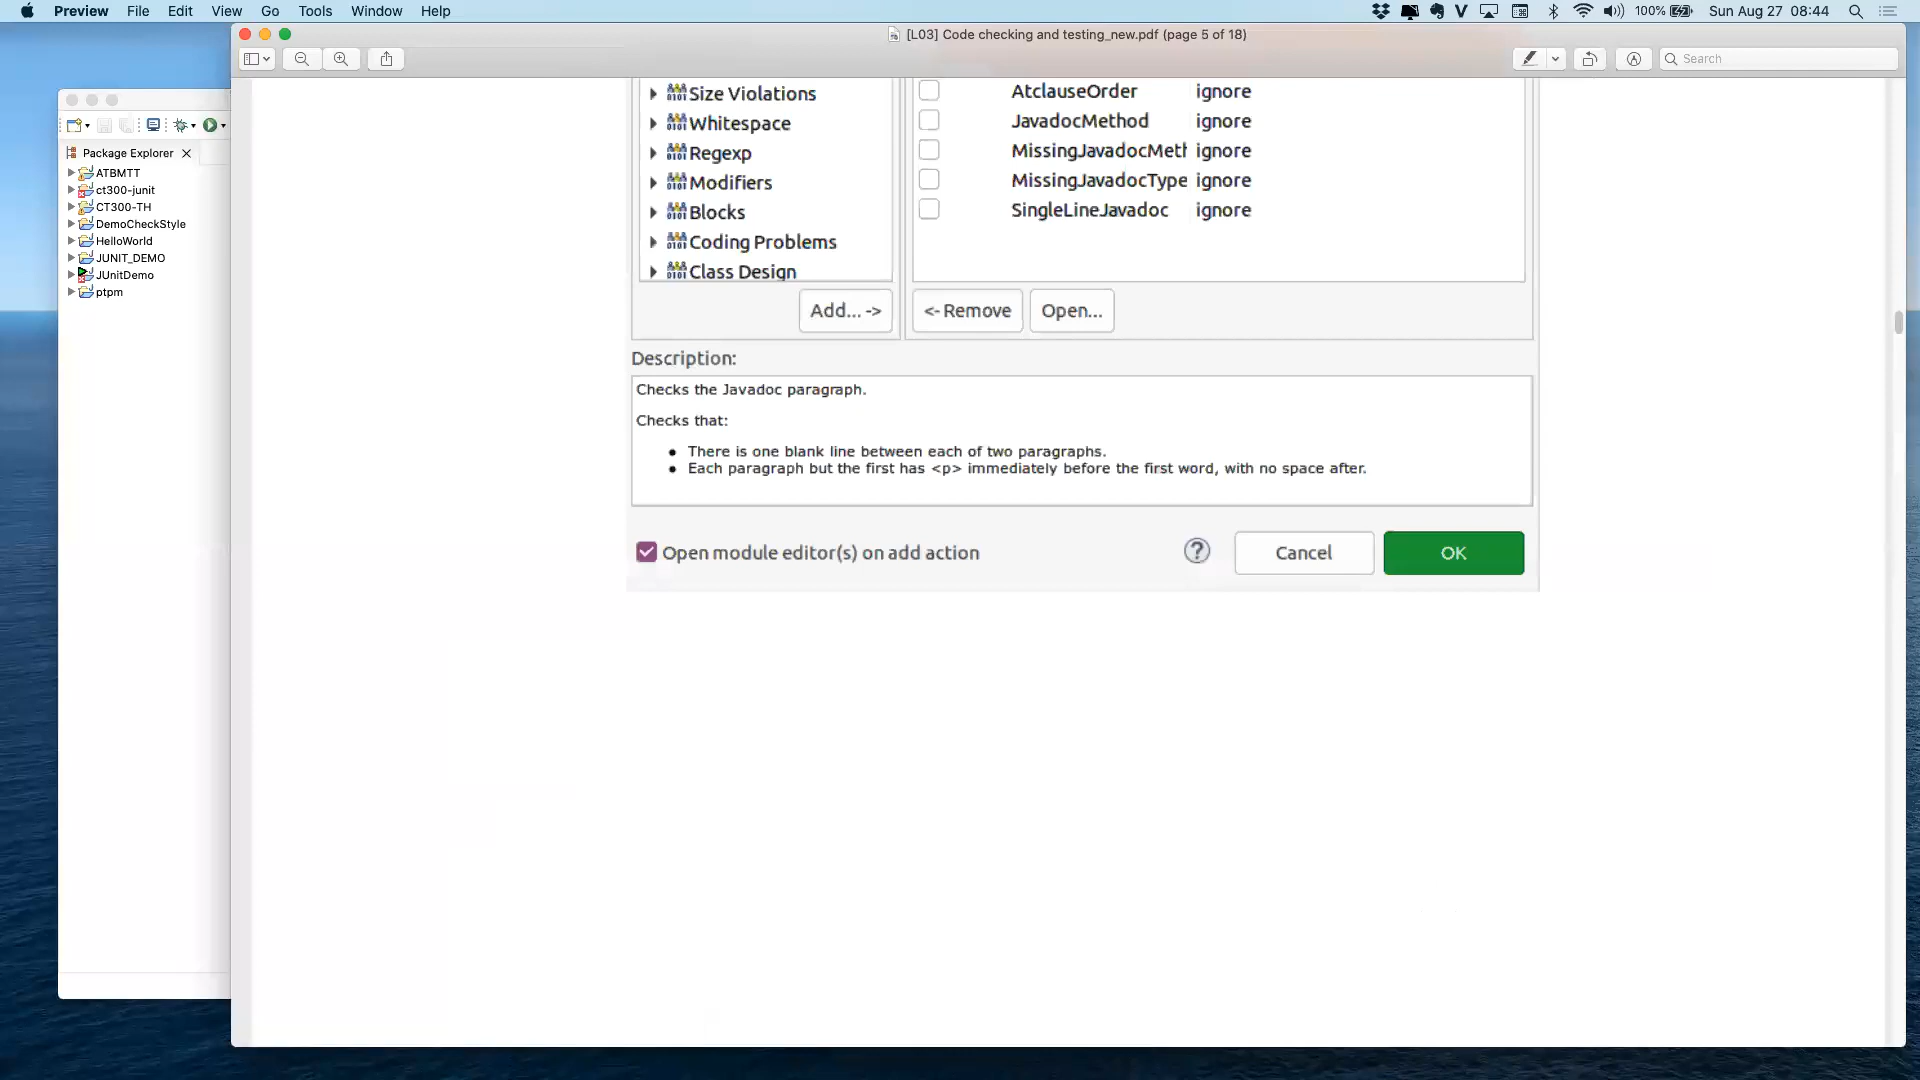 Preview File Edit View Go Tools Window Help 100% Sun Aug 27 08:44
[L03] Code checking and testing_new.pdf (page 5 of 18)
Search
Package Explorer
ATBMTT
ct300-junit
CT300-TH
DemoCheckStyle
HelloWorld
JUNIT_DEMO
JUnitDemo
ptpm
Size Violations
Whitespace
Regexp
Modifiers
Blocks
Coding Problems
Class Design
AtclauseOrder ignore
JavadocMethod ignore
MissingJavadocMeth ignore
MissingJavadocType ignore
SingleLineJavadoc ignore
Add... ->
<- Remove
Open...
Description:
Checks the Javadoc paragraph.
Checks that:
• There is one blank line between each of two paragraphs.
• Each paragraph but the first has <p> immediately before the first word, with no space after.
Open module editor(s) on add action
?
Cancel
OK